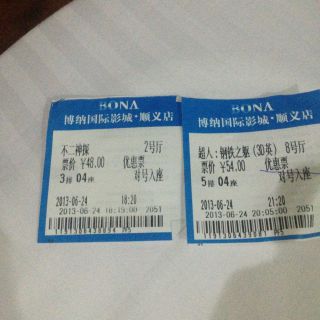 BONA
博纳国际影城·顺义店
不二神探 2号厅
票价 ¥48.00 优惠票
3排 04座 对号入座
2013-06-24 18:20
2013-06-24 18:19:00 2051
BONA
博纳国际影城·顺义店
超人:钢铁之躯(3D英) 8号厅
票价 ¥54.00 优惠票
5排 04座 对号入座
2013-06-24 21:20
2013-06-24 20:05:00 2051